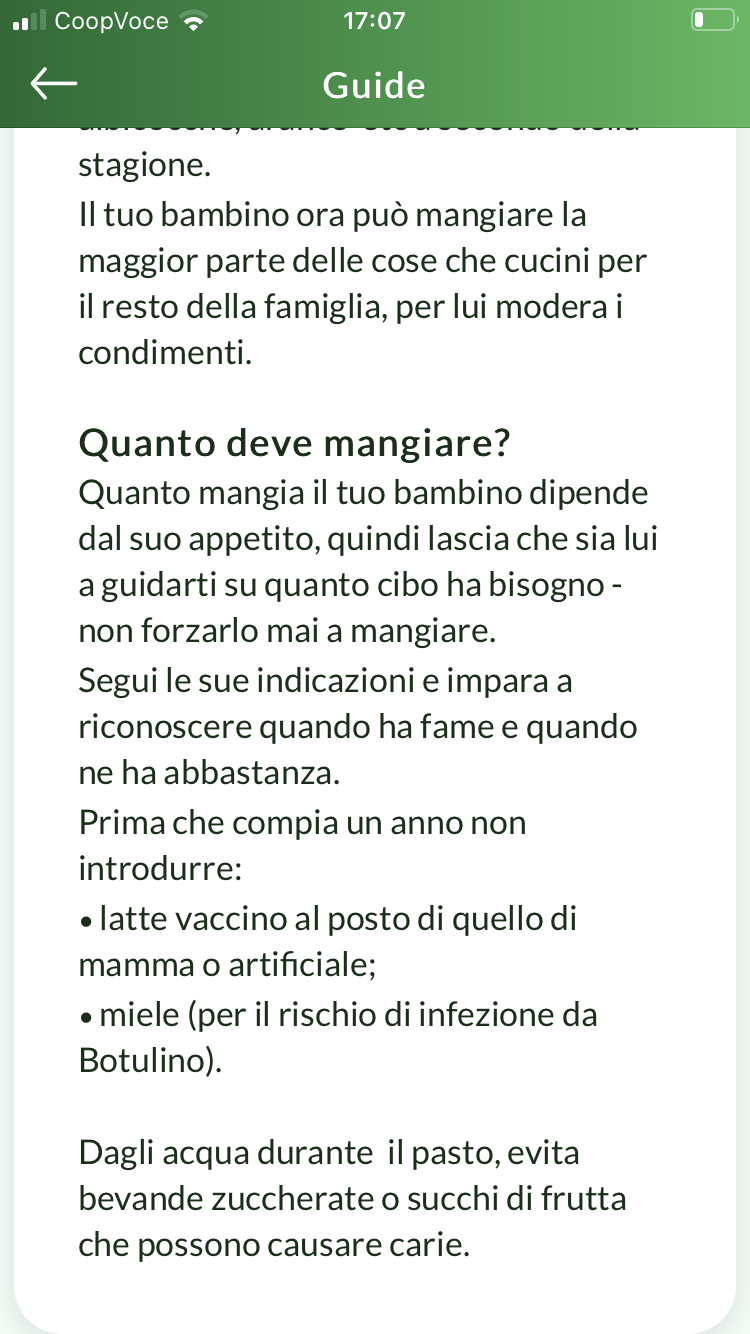 CoopVoce
17:07
Guide
stagione.
Il tuo bambino ora può mangiare la
maggior parte delle cose che cucini per
il resto della famiglia, per lui modera i
condimenti.
Quanto deve mangiare?
Quanto mangia il tuo bambino dipende
dal suo appetito, quindi lascia che sia lui
a guidarti su quanto cibo ha bisogno -
non forzarlo mai a mangiare.
Segui le sue indicazioni e impara a
riconoscere quando ha fame e quando
ne ha abbastanza.
Prima che compia un anno non
introdurre:
• latte vaccino al posto di quello di
mamma o artificiale;
• miele (per il rischio di infezione da
Botulino).
Dagli acqua durante  il pasto, evita
bevande zuccherate o succhi di frutta
che possono causare carie.